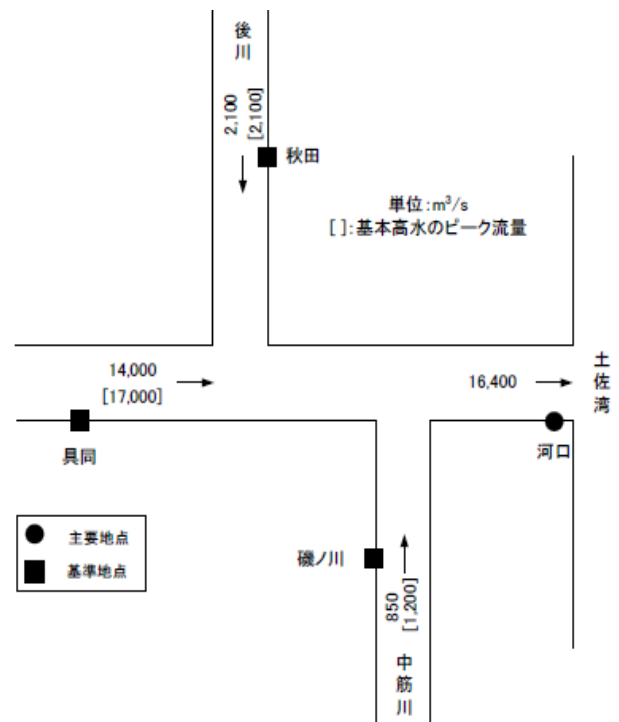 後川
2,100
[2,100]
秋田
単位:m³/s
[ ]:基本高水のピーク流量
14,000
[17,000]
16,400
土佐湾
具同
河口
主要地点
基準地点
磯ノ川
850
[1,200]
中筋川